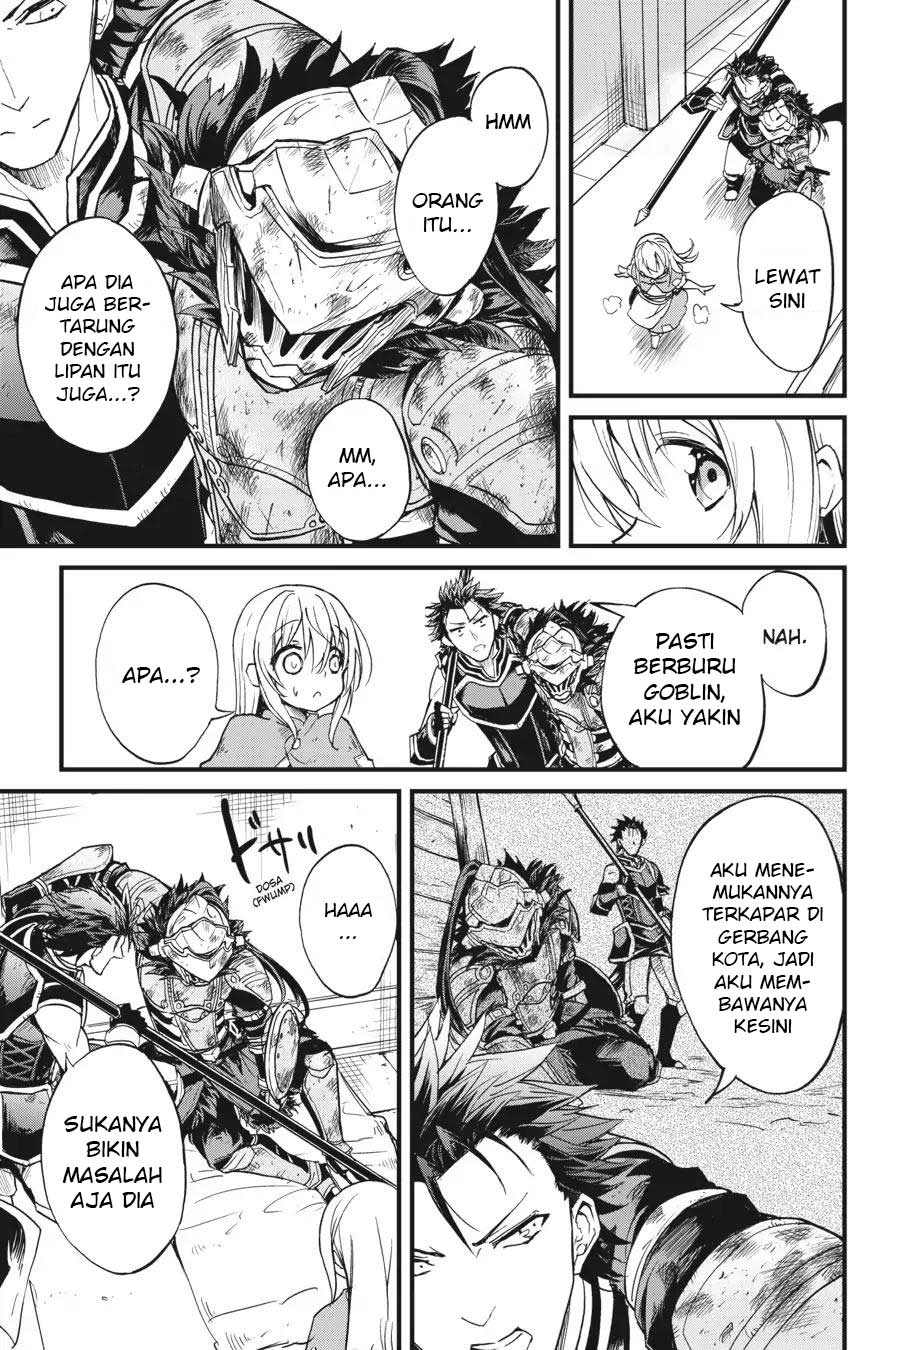 LEWAT
SINI
HMM
ORANG
ITU...
APA DIA
JUGA BER-
TARUNG
DENGAN
LIPAN ITU
JUGA...?
MM,
APA...
NAH.
PASTI
BERBURU
GOBLIN,
AKU YAKIN
APA...?
AKU MENE-
MUKANNYA
TERKAPAR DI
GERBANG
KOTA, JADI
AKU MEM-
BAWANYA
KESINI
ドサッ
DOSA
(FWUMP)
HAAA
...
SUKANYA
BIKIN
MASALAH
AJA DIA